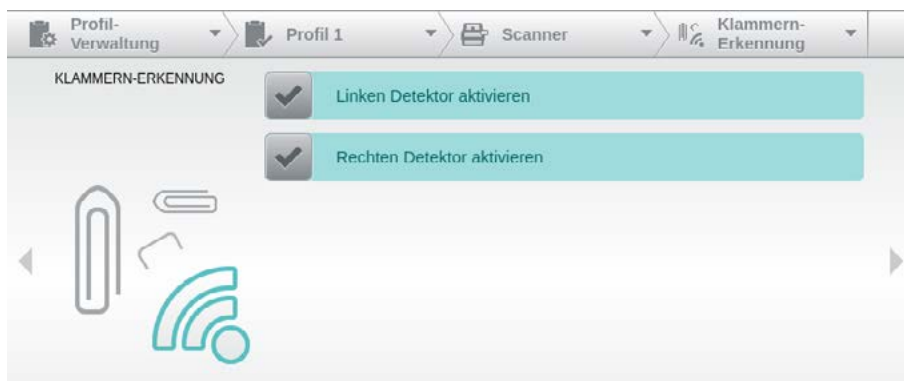 Profil-
Verwaltung
Profil 1
Scanner
Klammern-
Erkennung
KLAMMERN-ERKENNUNG
Linken Detektor aktivieren
Rechten Detektor aktivieren